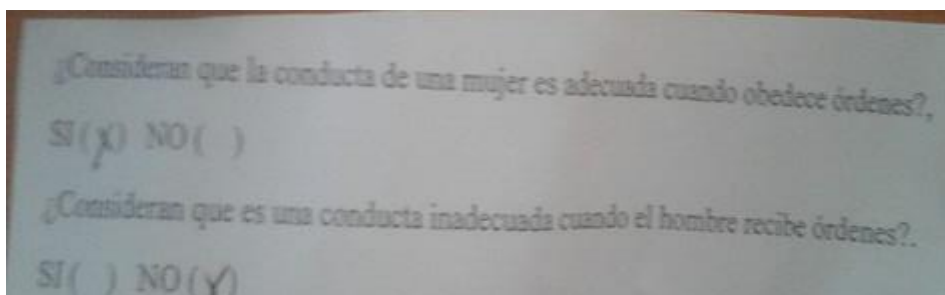 ¿Consideran que la conducta de una mujer es adecuada cuando obedece órdenes?,
SI (X) NO ( )
¿Consideran que es una conducta inadecuada cuando el hombre recibe órdenes?.
SI ( ) NO (X)